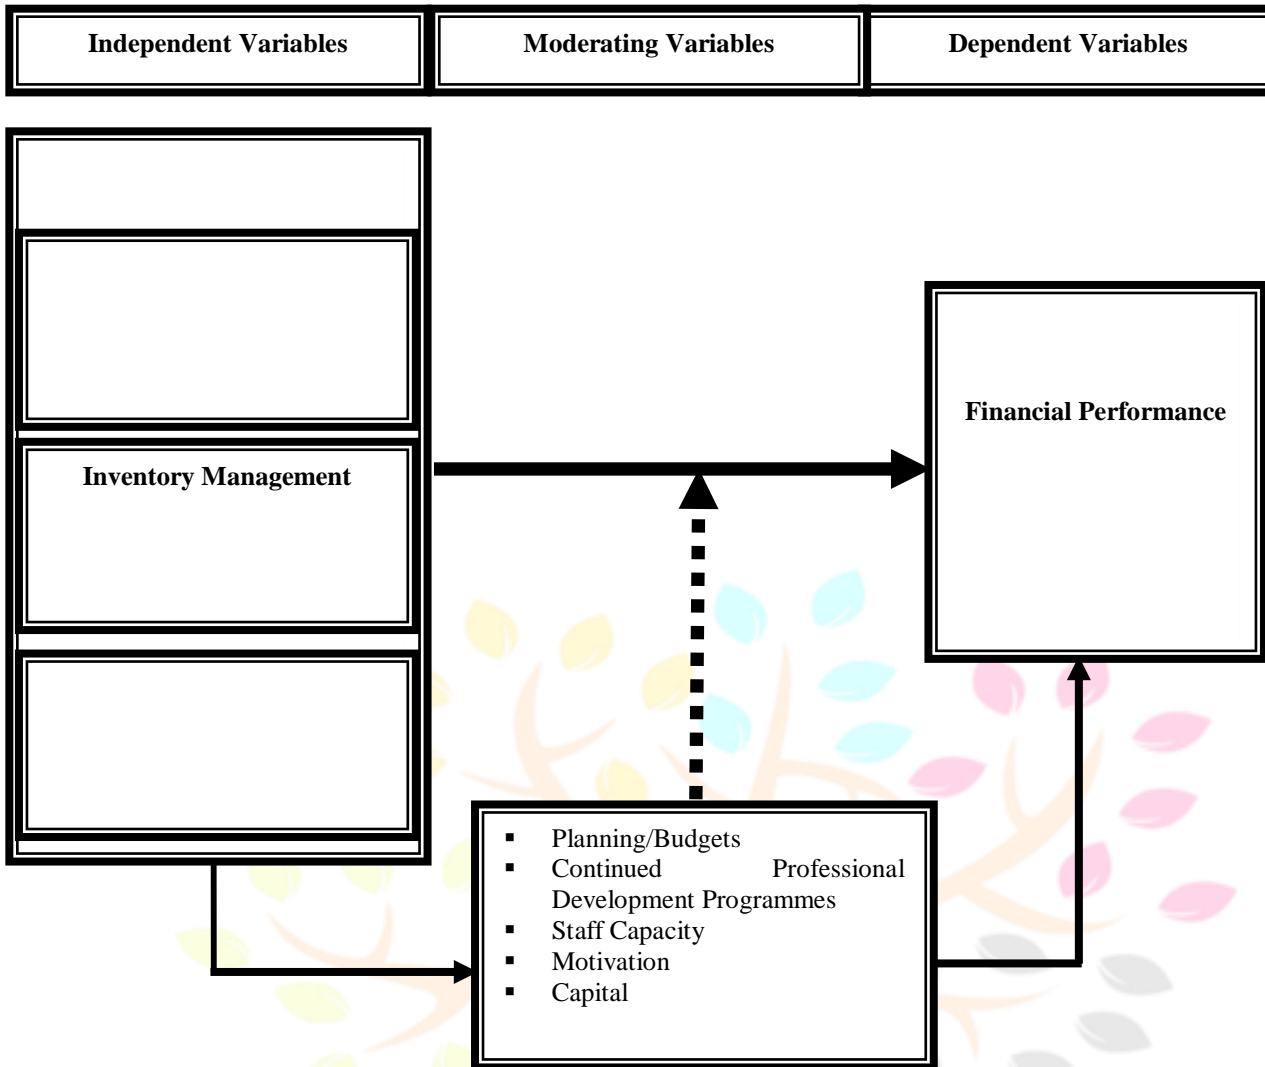 Independent Variables
Moderating Variables
Dependent Variables
Financial Performance
Inventory Management
▪ Planning/Budgets
▪ Continued Professional
Development Programmes
▪ Staff Capacity
▪ Motivation
▪ Capital